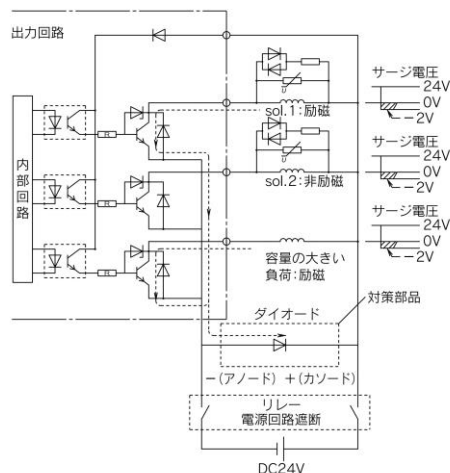 出力回路
内部回路
R
R
R
sol.1:励磁
sol.2:非励磁
容量の大きい
負荷:励磁
サージ電圧
24V
0V
−2V
サージ電圧
24V
0V
−2V
サージ電圧
24V
0V
−2V
対策部品
ダイオード
−(アノード) +(カソード)
リレー
電源回路遮断
DC24V